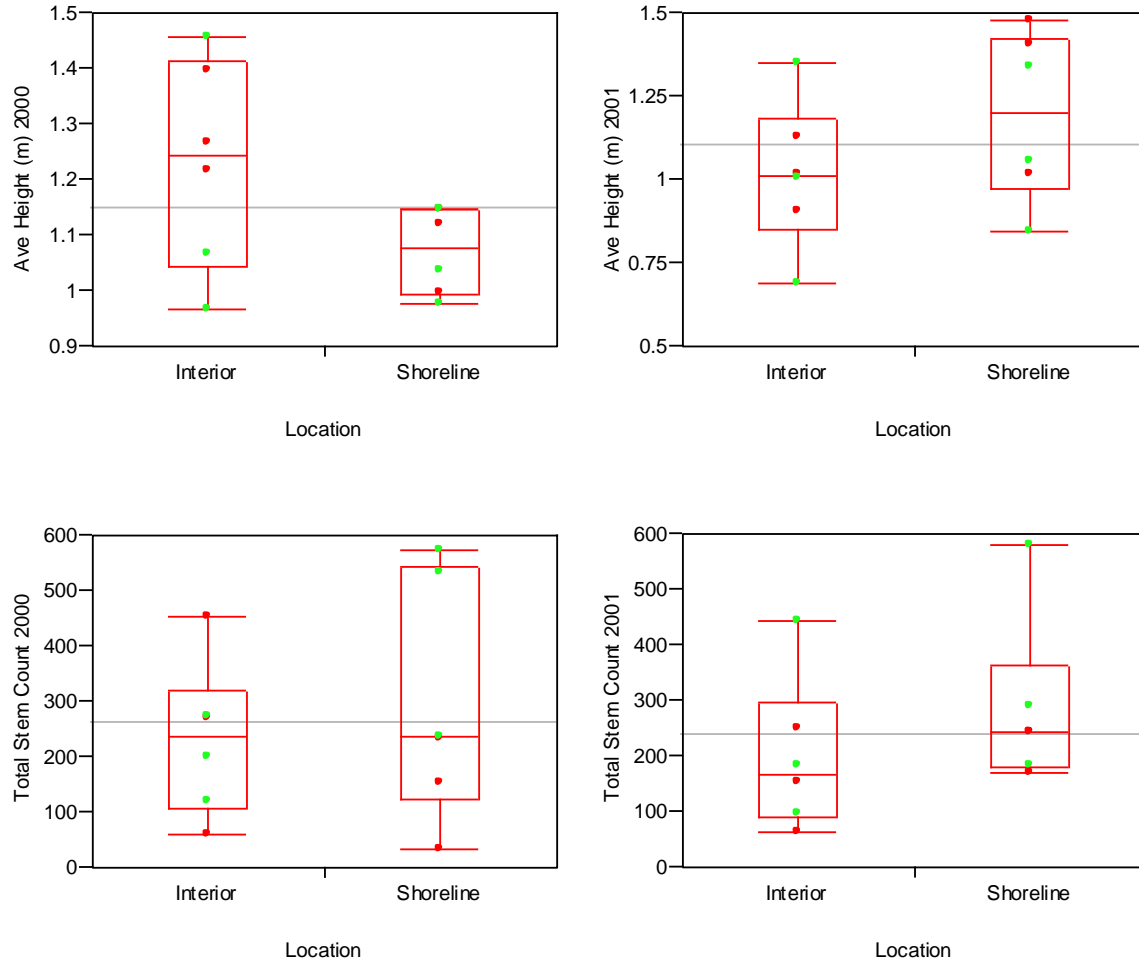 Ave Height (m) 2000
1.5
1.4
1.3
1.2
1.1
1
0.9
Interior
Shoreline
Location
Ave Height (m) 2001
1.5
1.25
1
0.75
0.5
Interior
Shoreline
Location
Total Stem Count 2000
600
500
400
300
200
100
0
Interior
Shoreline
Location
Total Stem Count 2001
600
500
400
300
200
100
0
Interior
Shoreline
Location